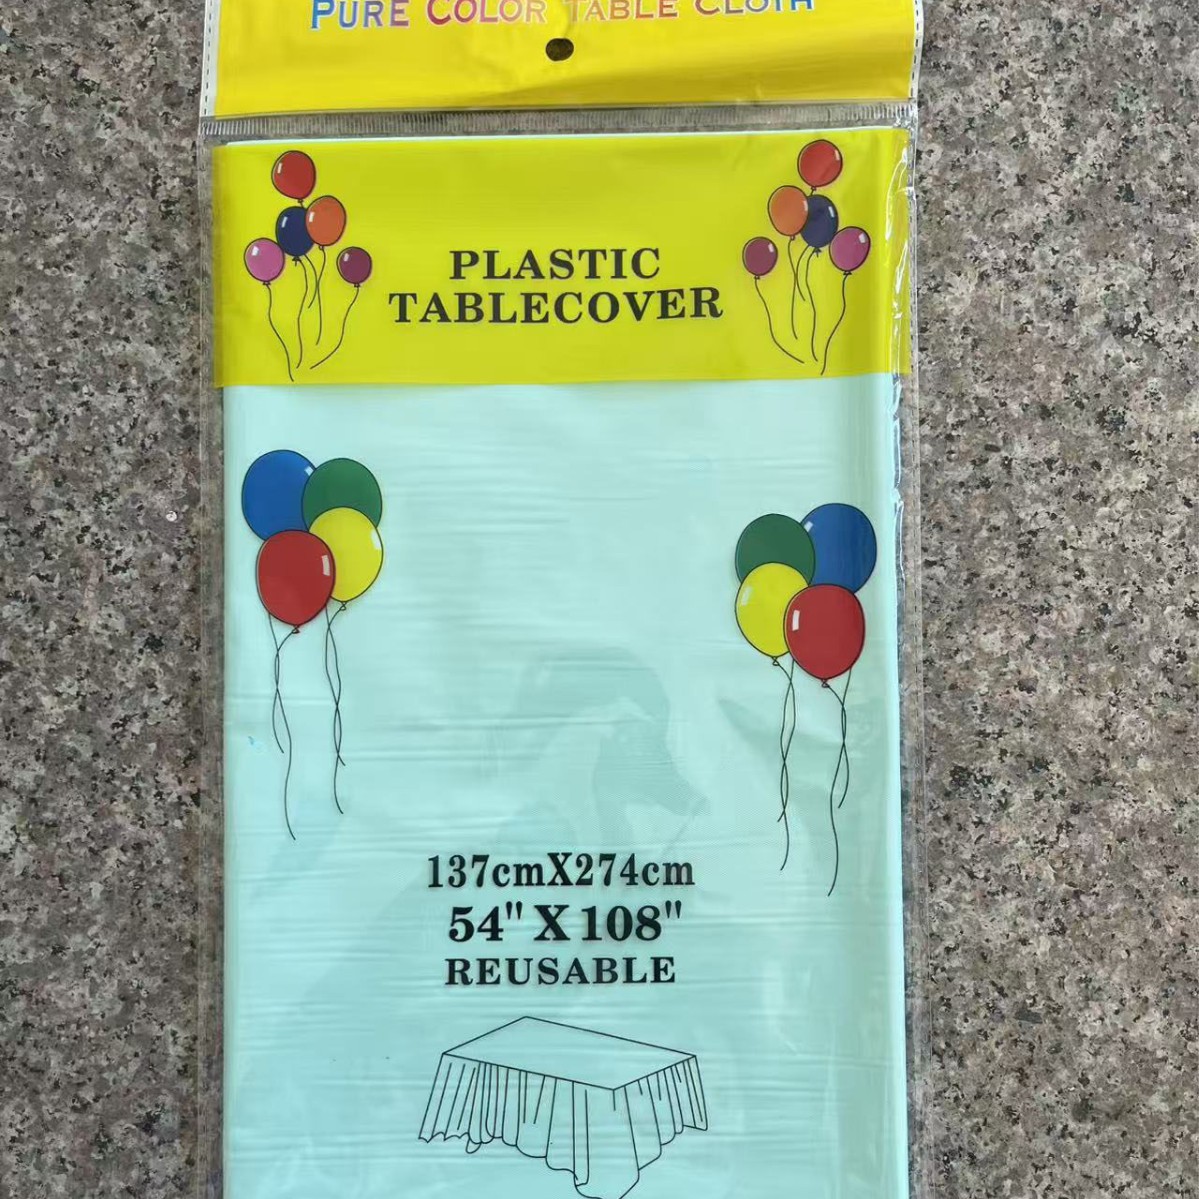 PURE COLOR TABLE CLOTH
PLASTIC
TABLECOVER
137cmX274cm
54" X 108"
REUSABLE